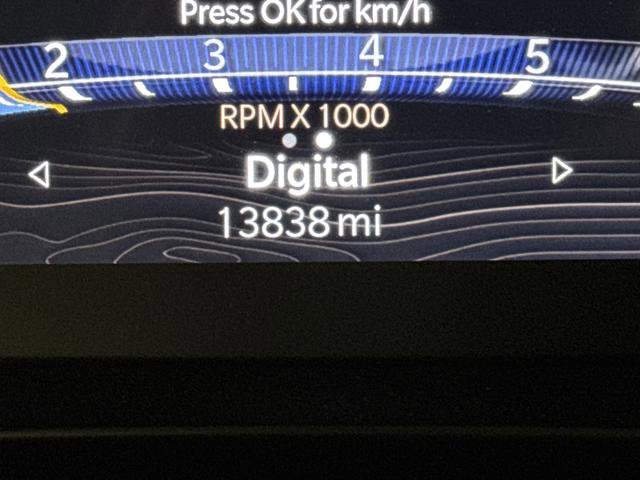 Press OK for km/h
2 3 4 5
RPM X 1000
Digital
13838 mi